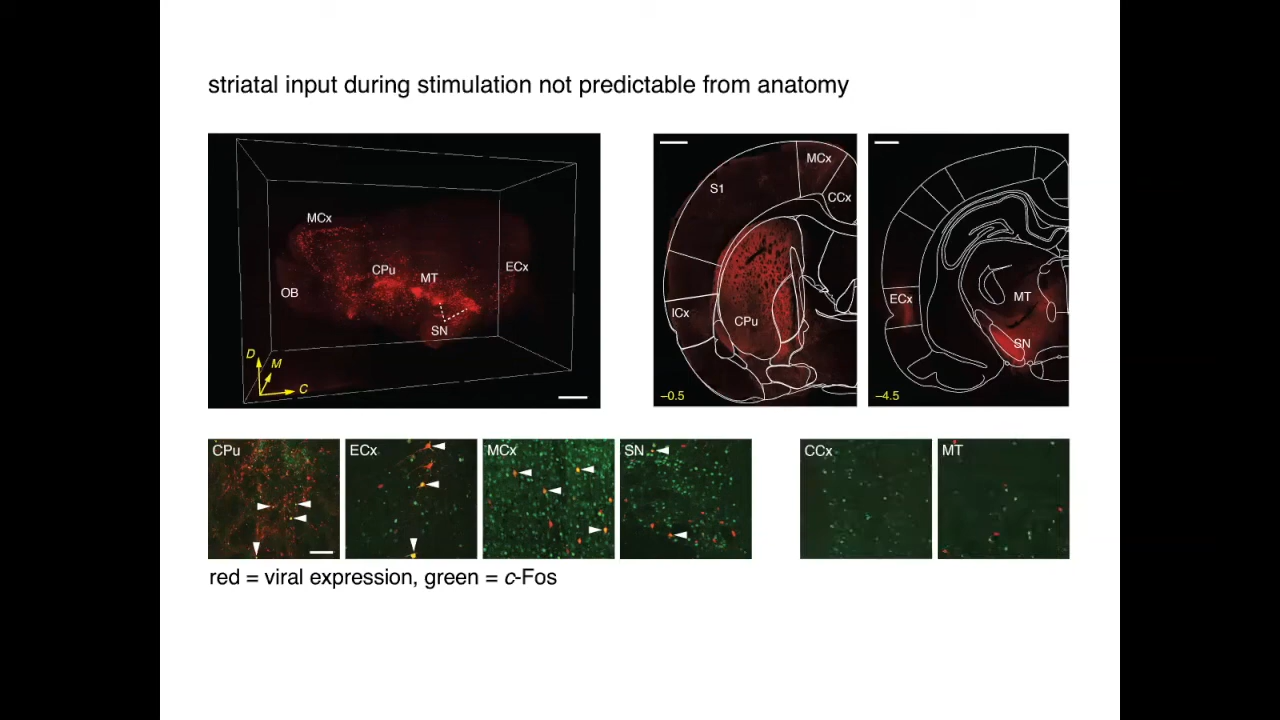 striatal input during stimulation not predictable from anatomy
MCx
CPu
MT
ECx
OB
SN
D
M
C
MCx
S1
CCx
ICx
CPu
–0.5
ECx
MT
SN
–4.5
CPu
ECx
MCx
SN
CCx
MT
red = viral expression, green = c-Fos